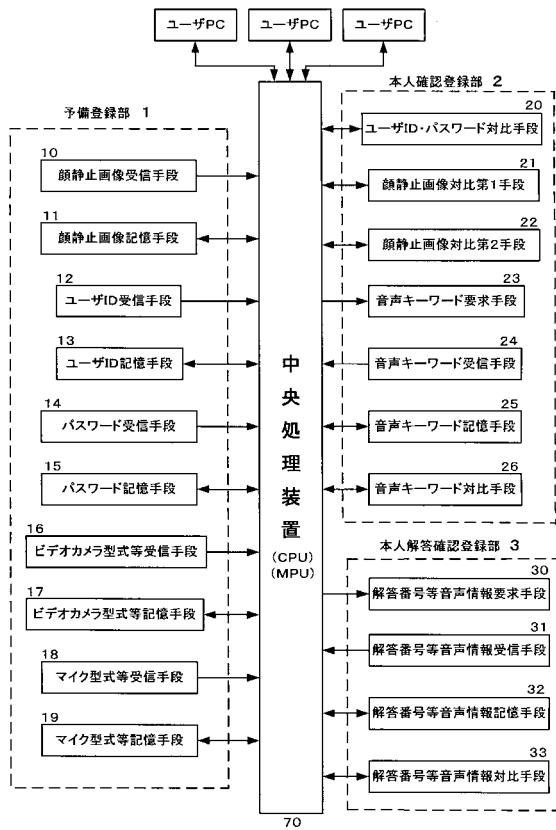 ユーザPC
ユーザPC
ユーザPC
予備登録部 1
10
顔静止画像受信手段
11
顔静止画像記憶手段
12
ユーザID受信手段
13
ユーザID記憶手段
14
パスワード受信手段
15
パスワード記憶手段
16
ビデオカメラ型式等受信手段
17
ビデオカメラ型式等記憶手段
18
マイク型式等受信手段
19
マイク型式等記憶手段
中央処理装置
(CPU)
(MPU)
70
本人確認登録部 2
20
ユーザID・パスワード対比手段
21
顔静止画像対比第1手段
22
顔静止画像対比第2手段
23
音声キーワード要求手段
24
音声キーワード受信手段
25
音声キーワード記憶手段
26
音声キーワード対比手段
本人解答確認登録部 3
30
解答番号等音声情報要求手段
31
解答番号等音声情報受信手段
32
解答番号等音声情報記憶手段
33
解答番号等音声情報対比手段